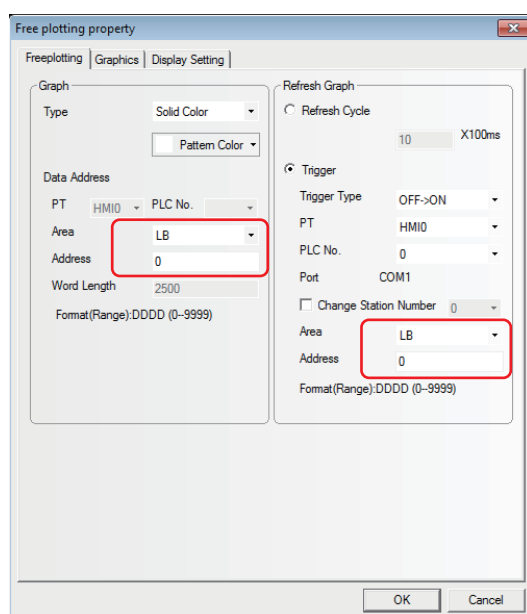 Free plotting property
Freeplotting Graphics Display Setting
Graph
Type Solid Color
Pattern Color
Data Address
PT HMI0 PLC No.
Area LB
Address 0
Word Length 2500
Format(Range):DDDD (0--9999)
Refresh Graph
Refresh Cycle
10 X100ms
Trigger
Trigger Type OFF->ON
PT HMI0
PLC No. 0
Port COM1
Change Station Number 0
Area LB
Address 0
Format(Range):DDDD (0--9999)
OK Cancel